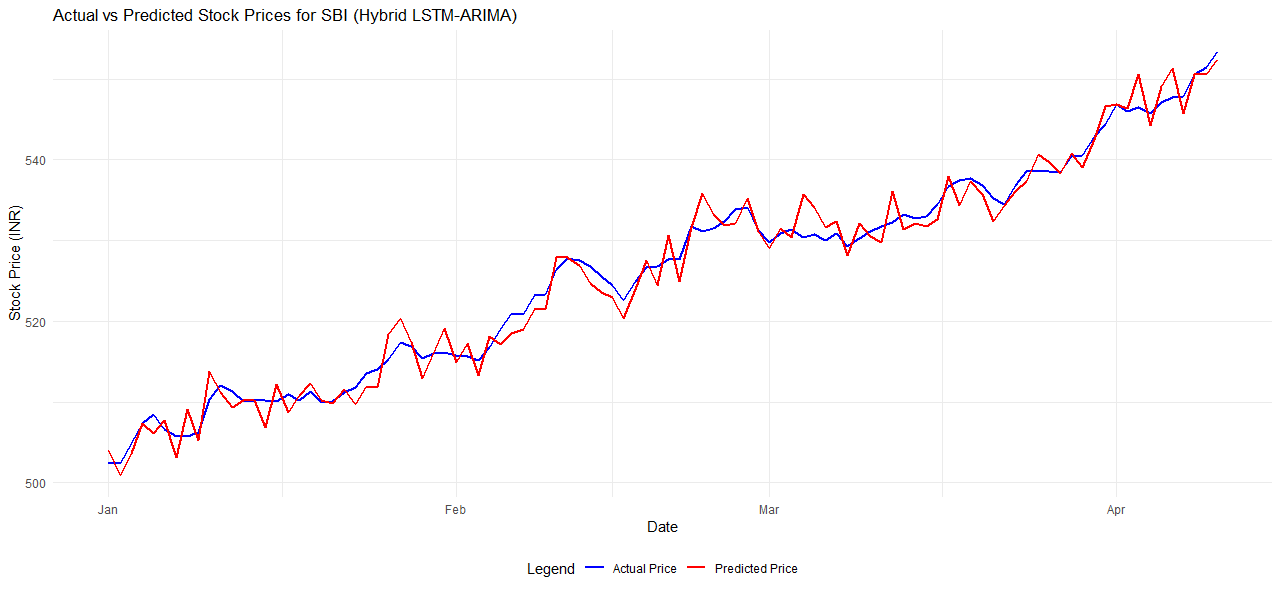 Actual vs Predicted Stock Prices for SBI (Hybrid LSTM-ARIMA)
Stock Price (INR)
540
520
500
Jan Feb Mar Apr
Date
Legend Actual Price Predicted Price